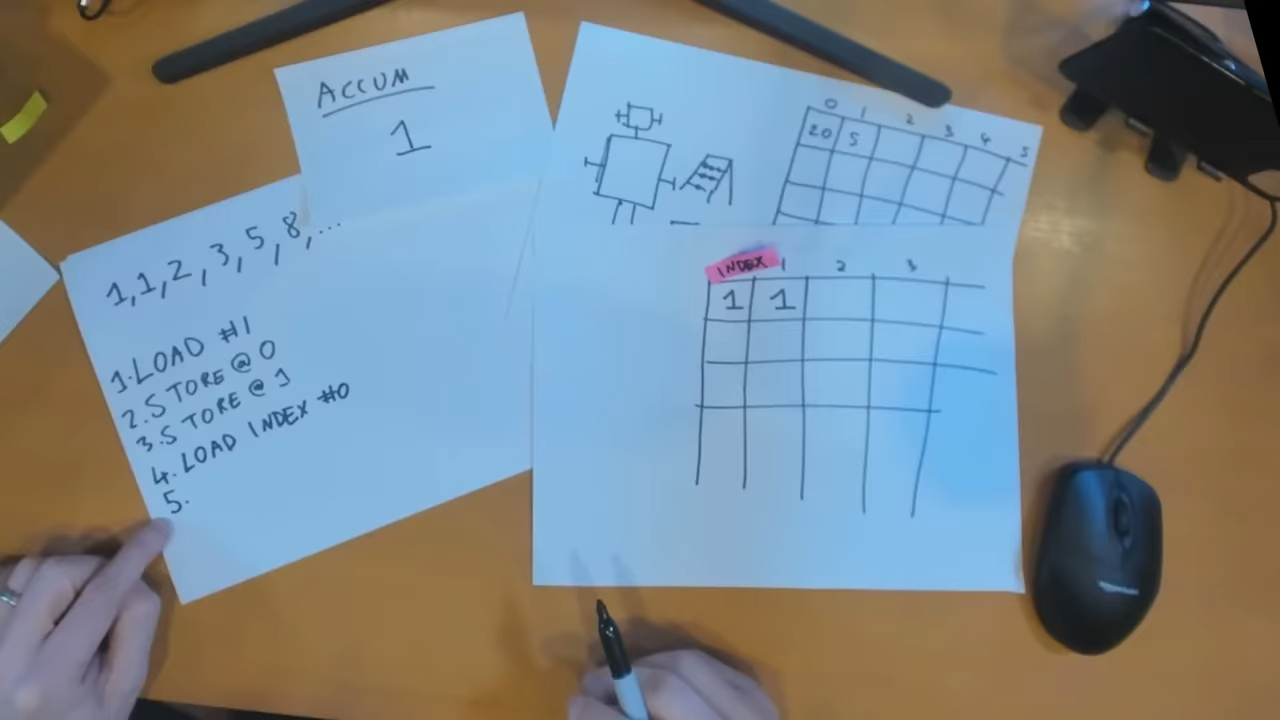 ACCUM
1
1,1,2,3,5,8,...
1. LOAD #1
2. STORE @ 0
3. STORE @ 1
4. LOAD INDEX #0
5.
0 1 2 3 4 5
20 5
INDEX 1 2 3
1 1